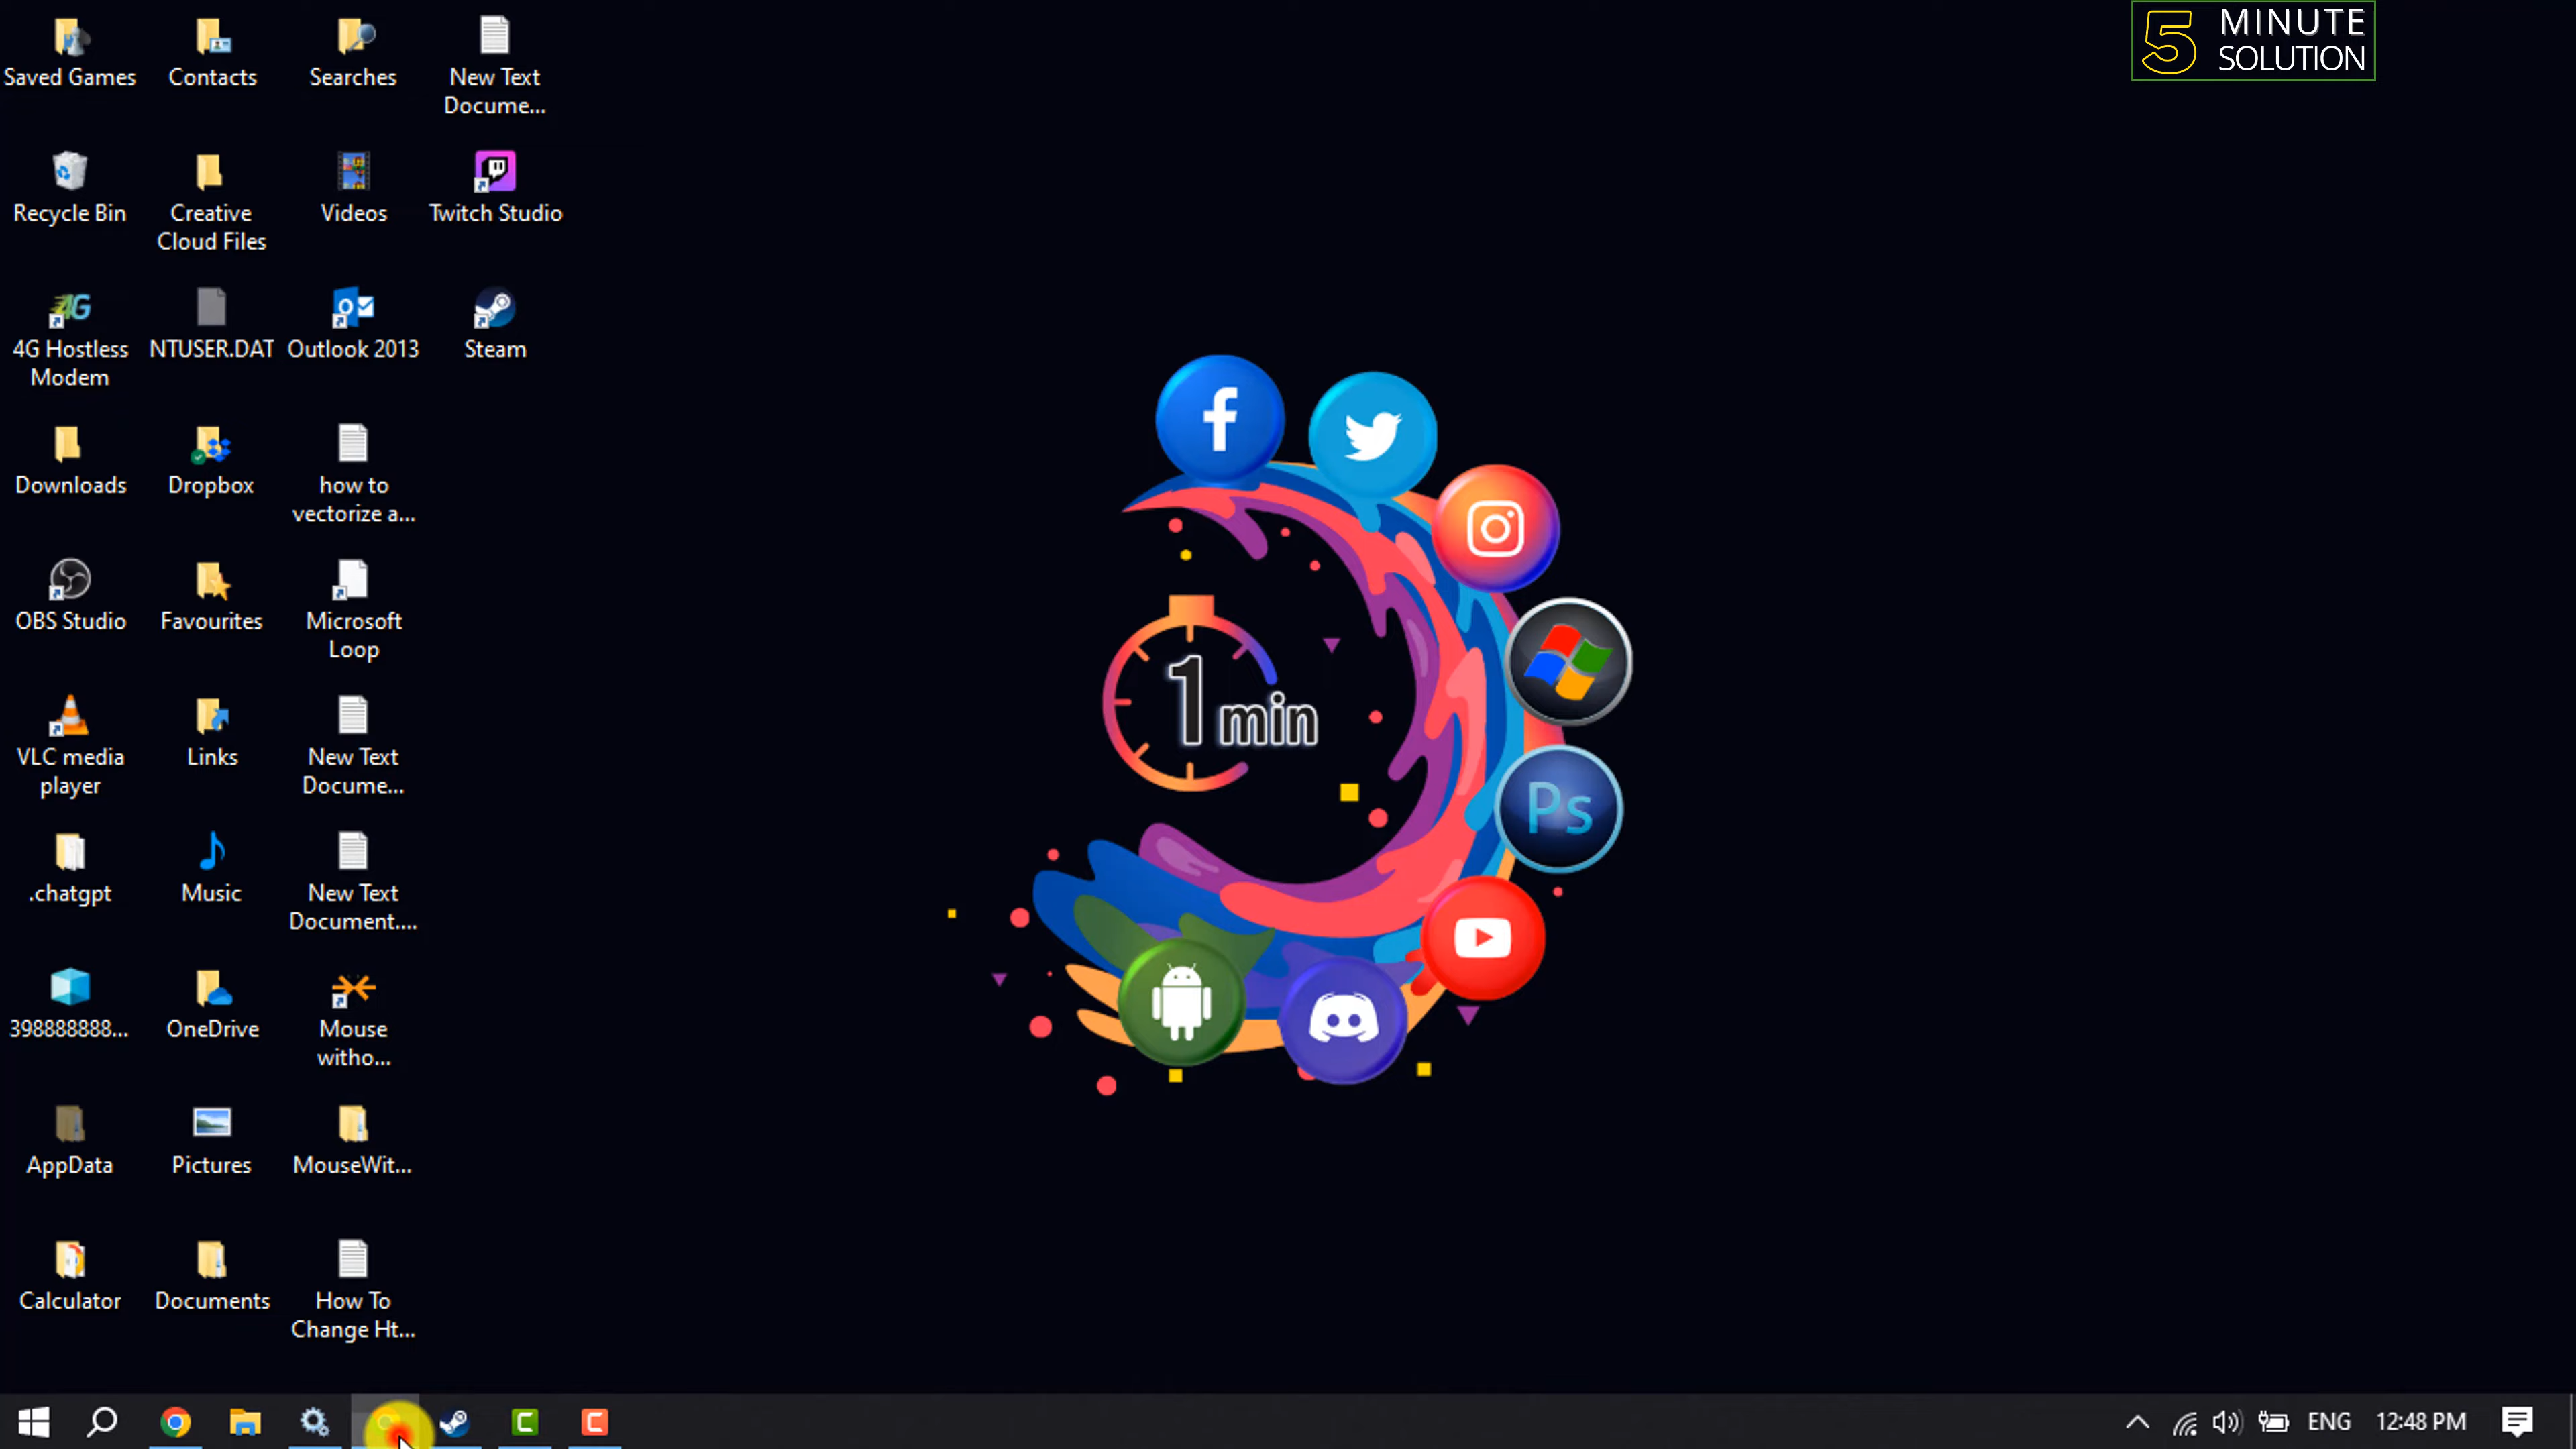 5 MINUTE
SOLUTION
Saved Games
Contacts
Searches
New Text
Docume...
Recycle Bin
Creative
Cloud Files
Videos
Twitch Studio
4G
4G Hostless
Modem
NTUSER.DAT
Outlook 2013
Steam
Downloads
Dropbox
how to
vectorize a...
OBS Studio
Favourites
Microsoft
Loop
VLC media
player
Links
New Text
Docume...
.chatgpt
Music
New Text
Document....
398888888...
OneDrive
Mouse
witho...
AppData
Pictures
MouseWit...
Calculator
Documents
How To
Change Ht...
1 min
Ps
ENG
12:48 PM